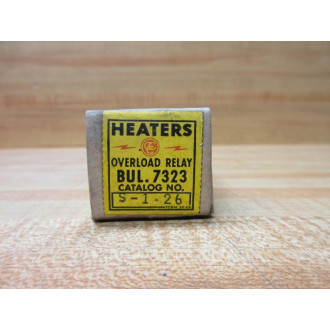 HEATERS
OVERLOAD RELAY
BUL. 7323
CATALOG NO.
S-1-26